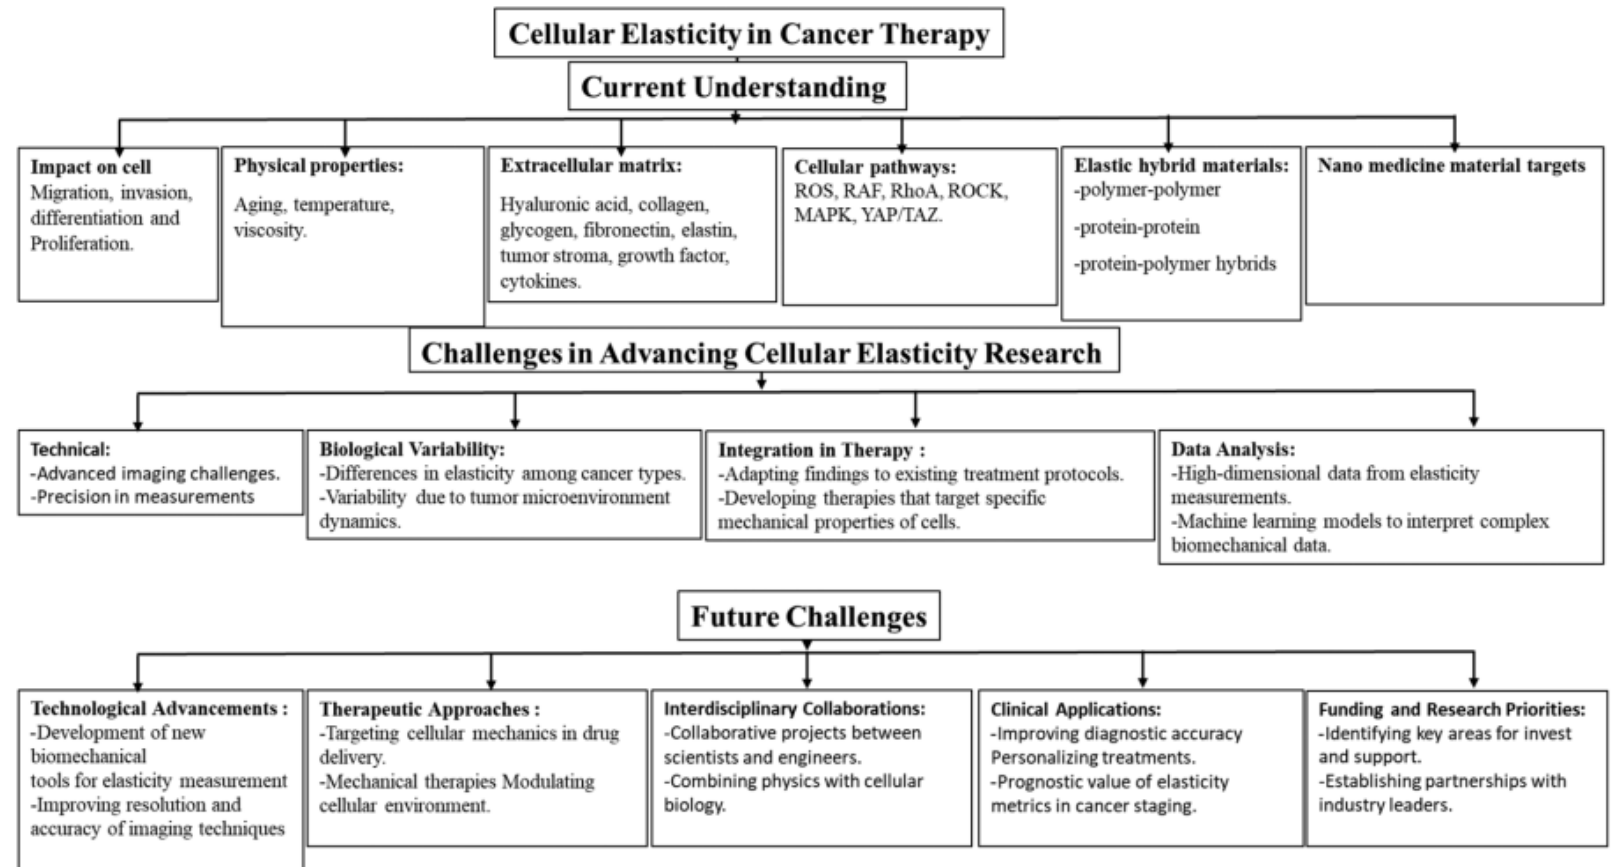 Cellular Elasticity in Cancer Therapy
Current Understanding
Impact on cell
Migration, invasion,
differentiation and
Proliferation.
Physical properties:
Aging, temperature,
viscosity.
Extracellular matrix:
Hyaluronic acid, collagen,
glycogen, fibronectin, elastin,
tumor stroma, growth factor,
cytokines.
Cellular pathways:
ROS, RAF, RhoA, ROCK,
MAPK, YAP/TAZ.
Elastic hybrid materials:
-polymer-polymer
-protein-protein
-protein-polymer hybrids
Nano medicine material targets
Challenges in Advancing Cellular Elasticity Research
Technical:
-Advanced imaging challenges.
-Precision in measurements
Biological Variability:
-Differences in elasticity among cancer types.
-Variability due to tumor microenvironment
dynamics.
Integration in Therapy :
-Adapting findings to existing treatment protocols.
-Developing therapies that target specific
mechanical properties of cells.
Data Analysis:
-High-dimensional data from elasticity
measurements.
-Machine learning models to interpret complex
biomechanical data.
Future Challenges
Technological Advancements :
-Development of new
biomechanical
tools for elasticity measurement
-Improving resolution and
accuracy of imaging techniques
Therapeutic Approaches :
-Targeting cellular mechanics in drug
delivery.
-Mechanical therapies Modulating
cellular environment.
Interdisciplinary Collaborations:
-Collaborative projects between
scientists and engineers.
-Combining physics with cellular
biology.
Clinical Applications:
-Improving diagnostic accuracy
Personalizing treatments.
-Prognostic value of elasticity
metrics in cancer staging.
Funding and Research Priorities:
-Identifying key areas for invest
and support.
-Establishing partnerships with
industry leaders.